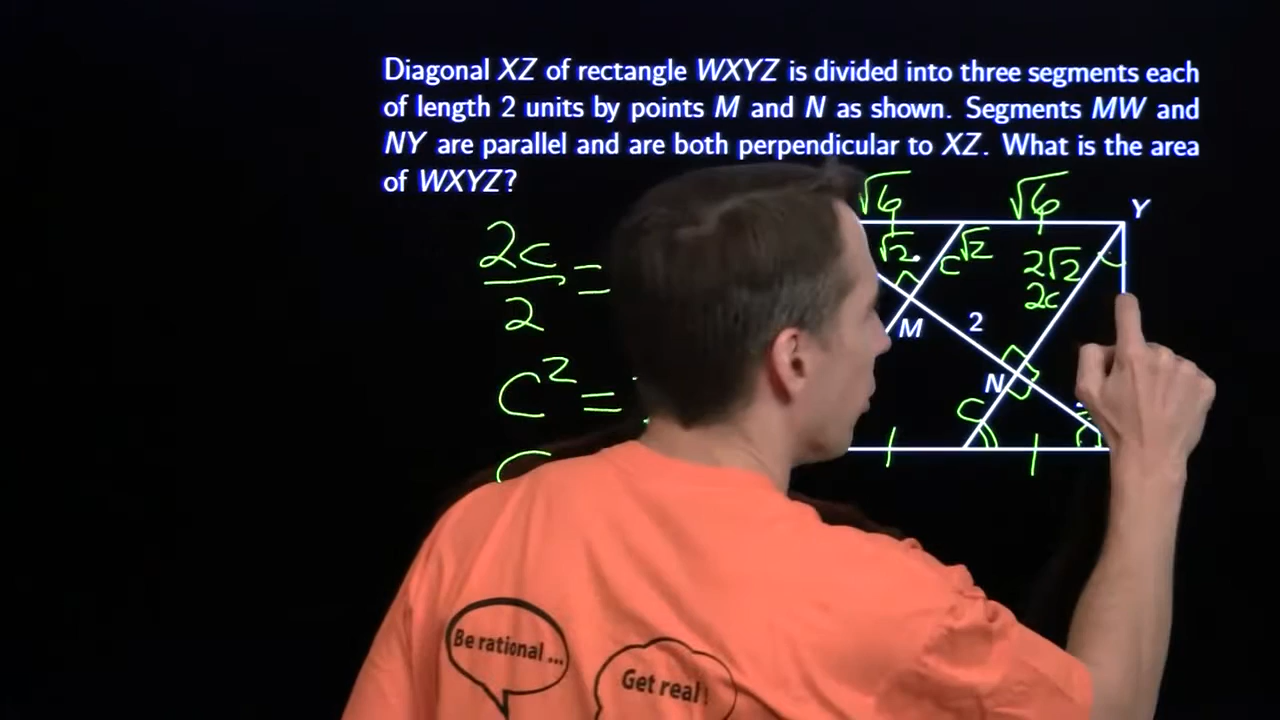 Diagonal XZ of rectangle WXYZ is divided into three segments each
of length 2 units by points M and N as shown. Segments MW and
NY are parallel and are both perpendicular to XZ. What is the area
of WXYZ?
√6 √6 Y
2c/2 =
√2 c √2 2√2
2c
M 2
c² =
N
c
Be rational ...
Get real!